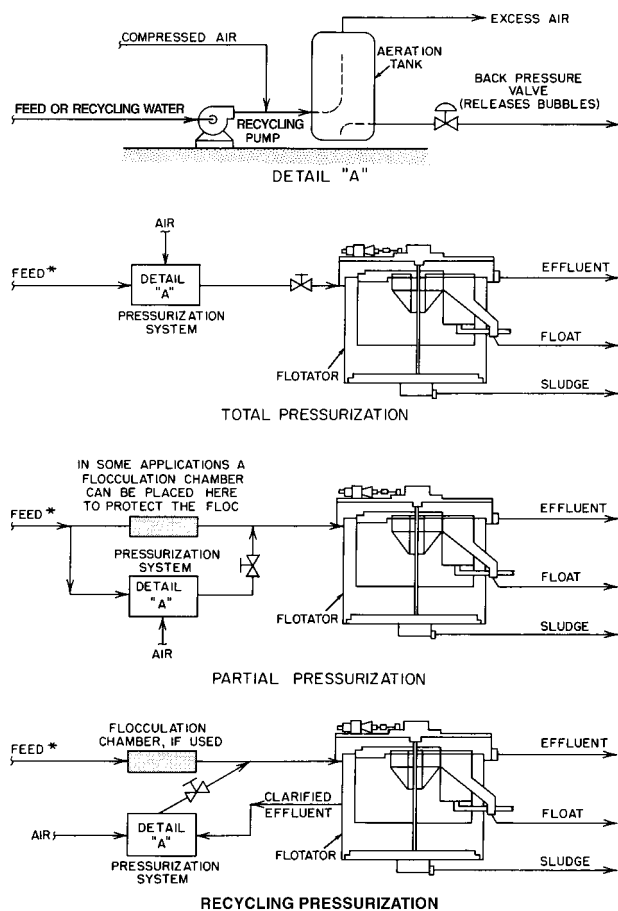 EXCESS AIR
COMPRESSED AIR
AERATION
TANK
BACK PRESSURE
VALVE
(RELEASES BUBBLES)
FEED OR RECYCLING WATER
RECYCLING
PUMP
DETAIL "A"
AIR
FEED*
DETAIL
"A"
PRESSURIZATION
SYSTEM
EFFLUENT
FLOAT
FLOTATOR
SLUDGE
TOTAL PRESSURIZATION
IN SOME APPLICATIONS A
FLOCCULATION CHAMBER
CAN BE PLACED HERE
TO PROTECT THE FLOC
FEED*
PRESSURIZATION
SYSTEM
DETAIL
"A"
AIR
EFFLUENT
FLOAT
FLOTATOR
SLUDGE
PARTIAL PRESSURIZATION
FLOCCULATION
CHAMBER, IF USED
FEED*
CLARIFIED
EFFLUENT
AIR
DETAIL
"A"
PRESSURIZATION
SYSTEM
EFFLUENT
FLOAT
FLOTATOR
SLUDGE
RECYCLING PRESSURIZATION